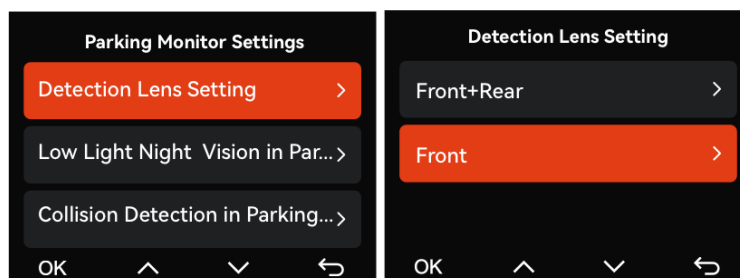 Parking Monitor Settings
Detection Lens Setting
Low Light Night Vision in Par...
Collision Detection in Parking...
OK
Detection Lens Setting
Front+Rear
Front
OK